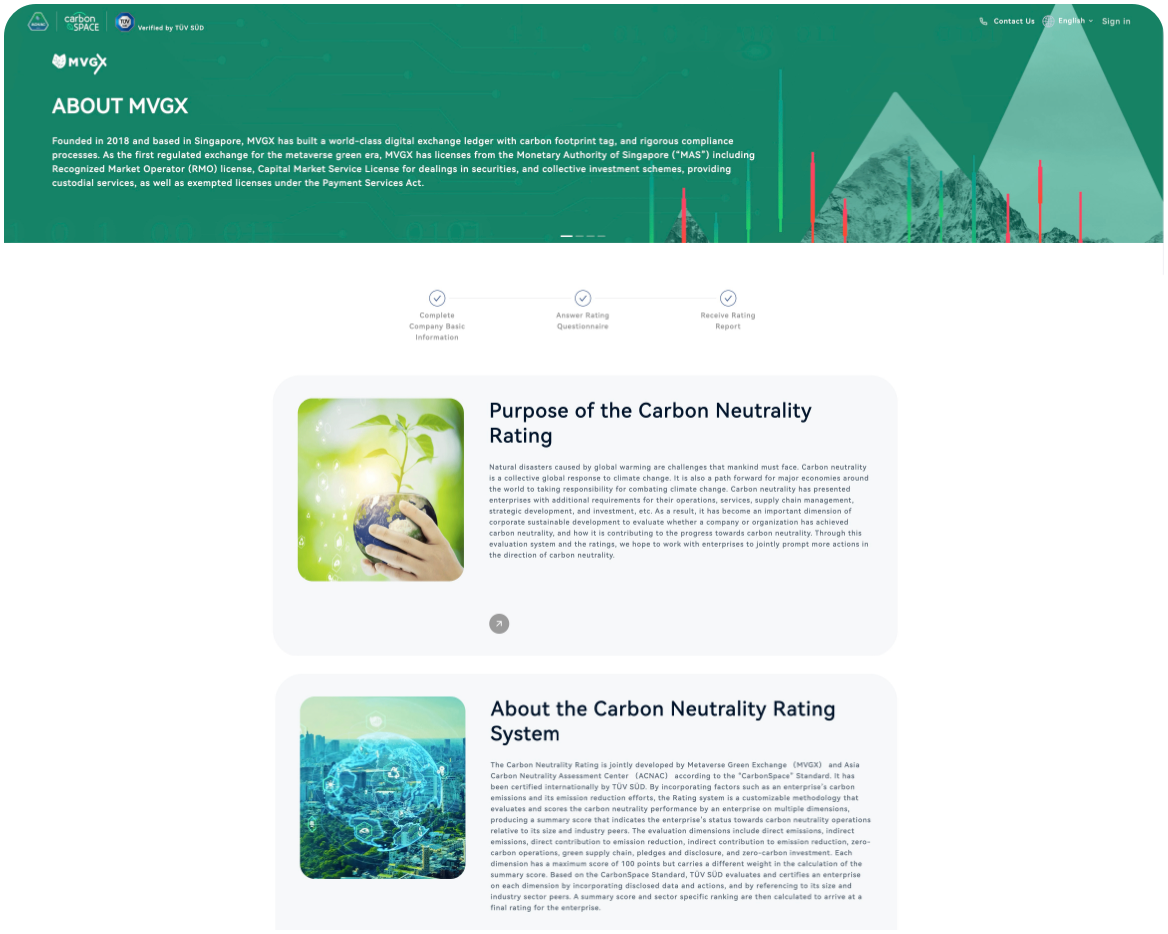 carbon
SPACE
TÜV
Verified by TÜV SÜD
Contact Us
English
Sign in
MVGX
ABOUT MVGX
Founded in 2018 and based in Singapore, MVGX has built a world-class digital exchange ledger with carbon footprint tag, and rigorous compliance
processes. As the first regulated exchange for the metaverse green era, MVGX has licenses from the Monetary Authority of Singapore (“MAS”) including
Recognized Market Operator (RMO) license, Capital Market Service License for dealings in securities, and collective investment schemes, providing
custodial services, as well as exempted licenses under the Payment Services Act.
Complete
Company Basic
Information
Answer Rating
Questionnaire
Receive Rating
Report
Purpose of the Carbon Neutrality
Rating
Natural disasters caused by global warming are challenges that mankind must face. Carbon neutrality
is a collective global response to climate change. It is also a path forward for major economies around
the world to taking responsibility for combating climate change. Carbon neutrality has presented
enterprises with additional requirements for their operations, services, supply chain management,
strategic development, and investment, etc. As a result, it has become an important dimension of
corporate sustainable development to evaluate whether a company or organization has achieved
carbon neutrality, and how it is contributing to the progress towards carbon neutrality. Through this
evaluation system and the ratings, we hope to work with enterprises to jointly prompt more actions in
the direction of carbon neutrality.
About the Carbon Neutrality Rating
System
The Carbon Neutrality Rating is jointly developed by Metaverse Green Exchange （MVGX） and Asia
Carbon Neutrality Assessment Center （ACNAC） according to the “CarbonSpace” Standard. It has
been certified internationally by TÜV SÜD. By incorporating factors such as an enterprise’s carbon
emissions and its emission reduction efforts, the Rating system is a customizable methodology that
evaluates and scores the carbon neutrality performance by an enterprise on multiple dimensions,
producing a summary score that indicates the enterprise’s status towards carbon neutrality operations
relative to its size and industry peers. The evaluation dimensions include direct emissions, indirect
emissions, direct contribution to emission reduction, indirect contribution to emission reduction, zero-
carbon operations, green supply chain, pledges and disclosure, and zero-carbon investment. Each
dimension has a maximum score of 100 points but carries a different weight in the calculation of the
summary score. Based on the CarbonSpace Standard, TÜV SÜD evaluates and certifies an enterprise
on each dimension by incorporating disclosed data and actions, and by referencing to its size and
industry sector peers. A summary score and sector specific ranking are then calculated to arrive at a
final rating for the enterprise.